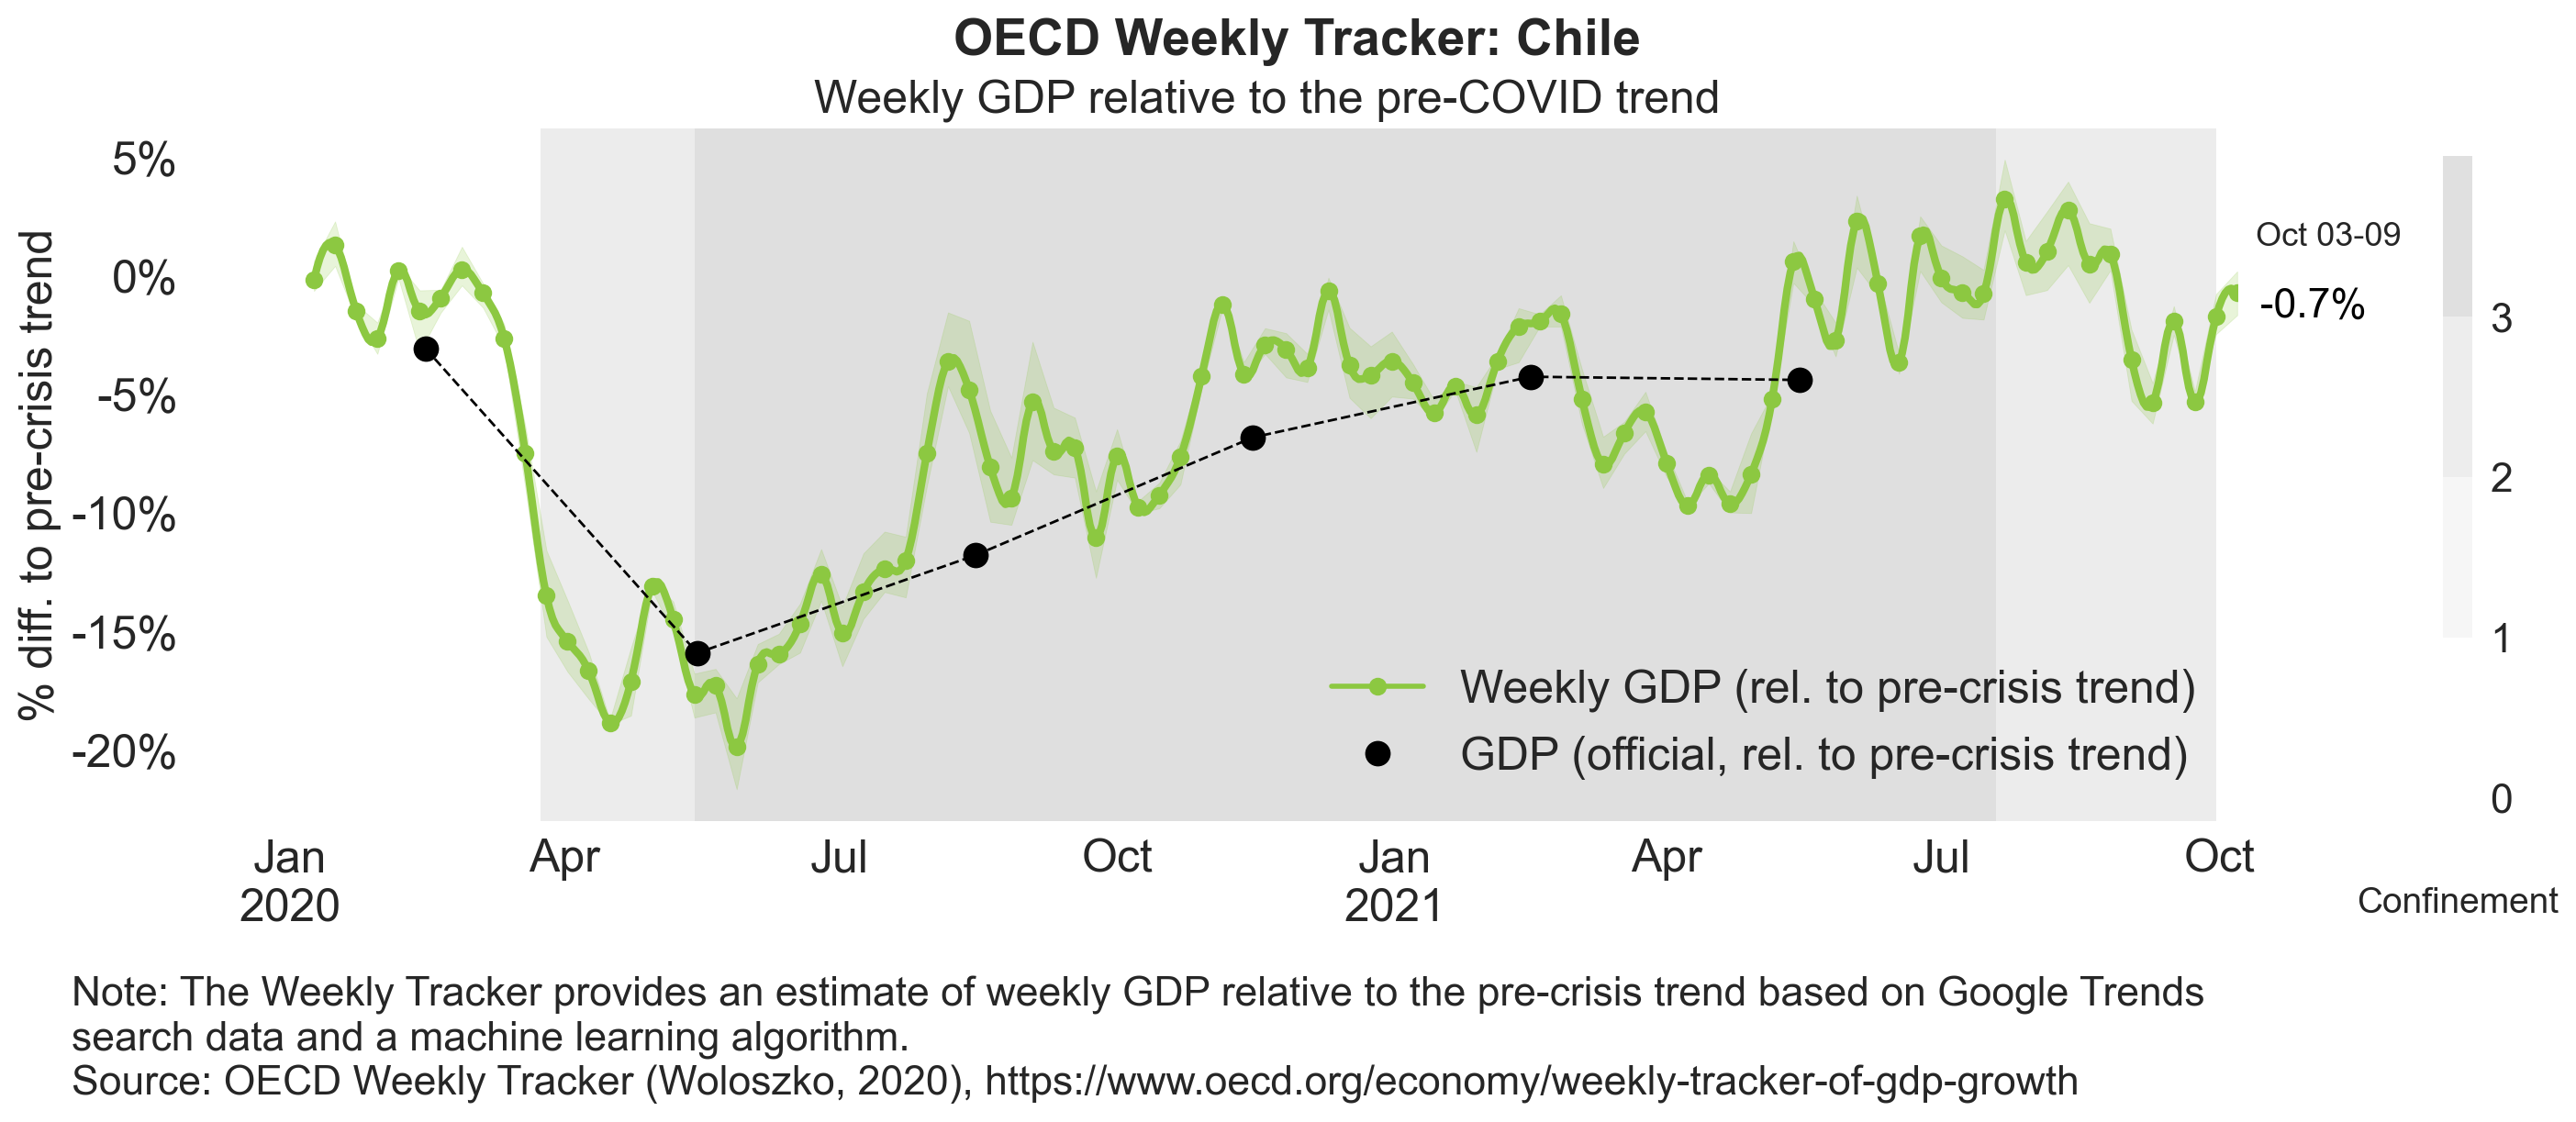 OECD Weekly Tracker: Chile
Weekly GDP relative to the pre-COVID trend
% diff. to pre-crisis trend
5%
0%
-5%
-10%
-15%
-20%
Oct 03-09
-0.7%
3
2
1
0
Confinement
Weekly GDP (rel. to pre-crisis trend)
GDP (official, rel. to pre-crisis trend)
Jan Apr Jul Oct Jan Apr Jul Oct
2020 2021
Note: The Weekly Tracker provides an estimate of weekly GDP relative to the pre-crisis trend based on Google Trends
search data and a machine learning algorithm.
Source: OECD Weekly Tracker (Woloszko, 2020), https://www.oecd.org/economy/weekly-tracker-of-gdp-growth